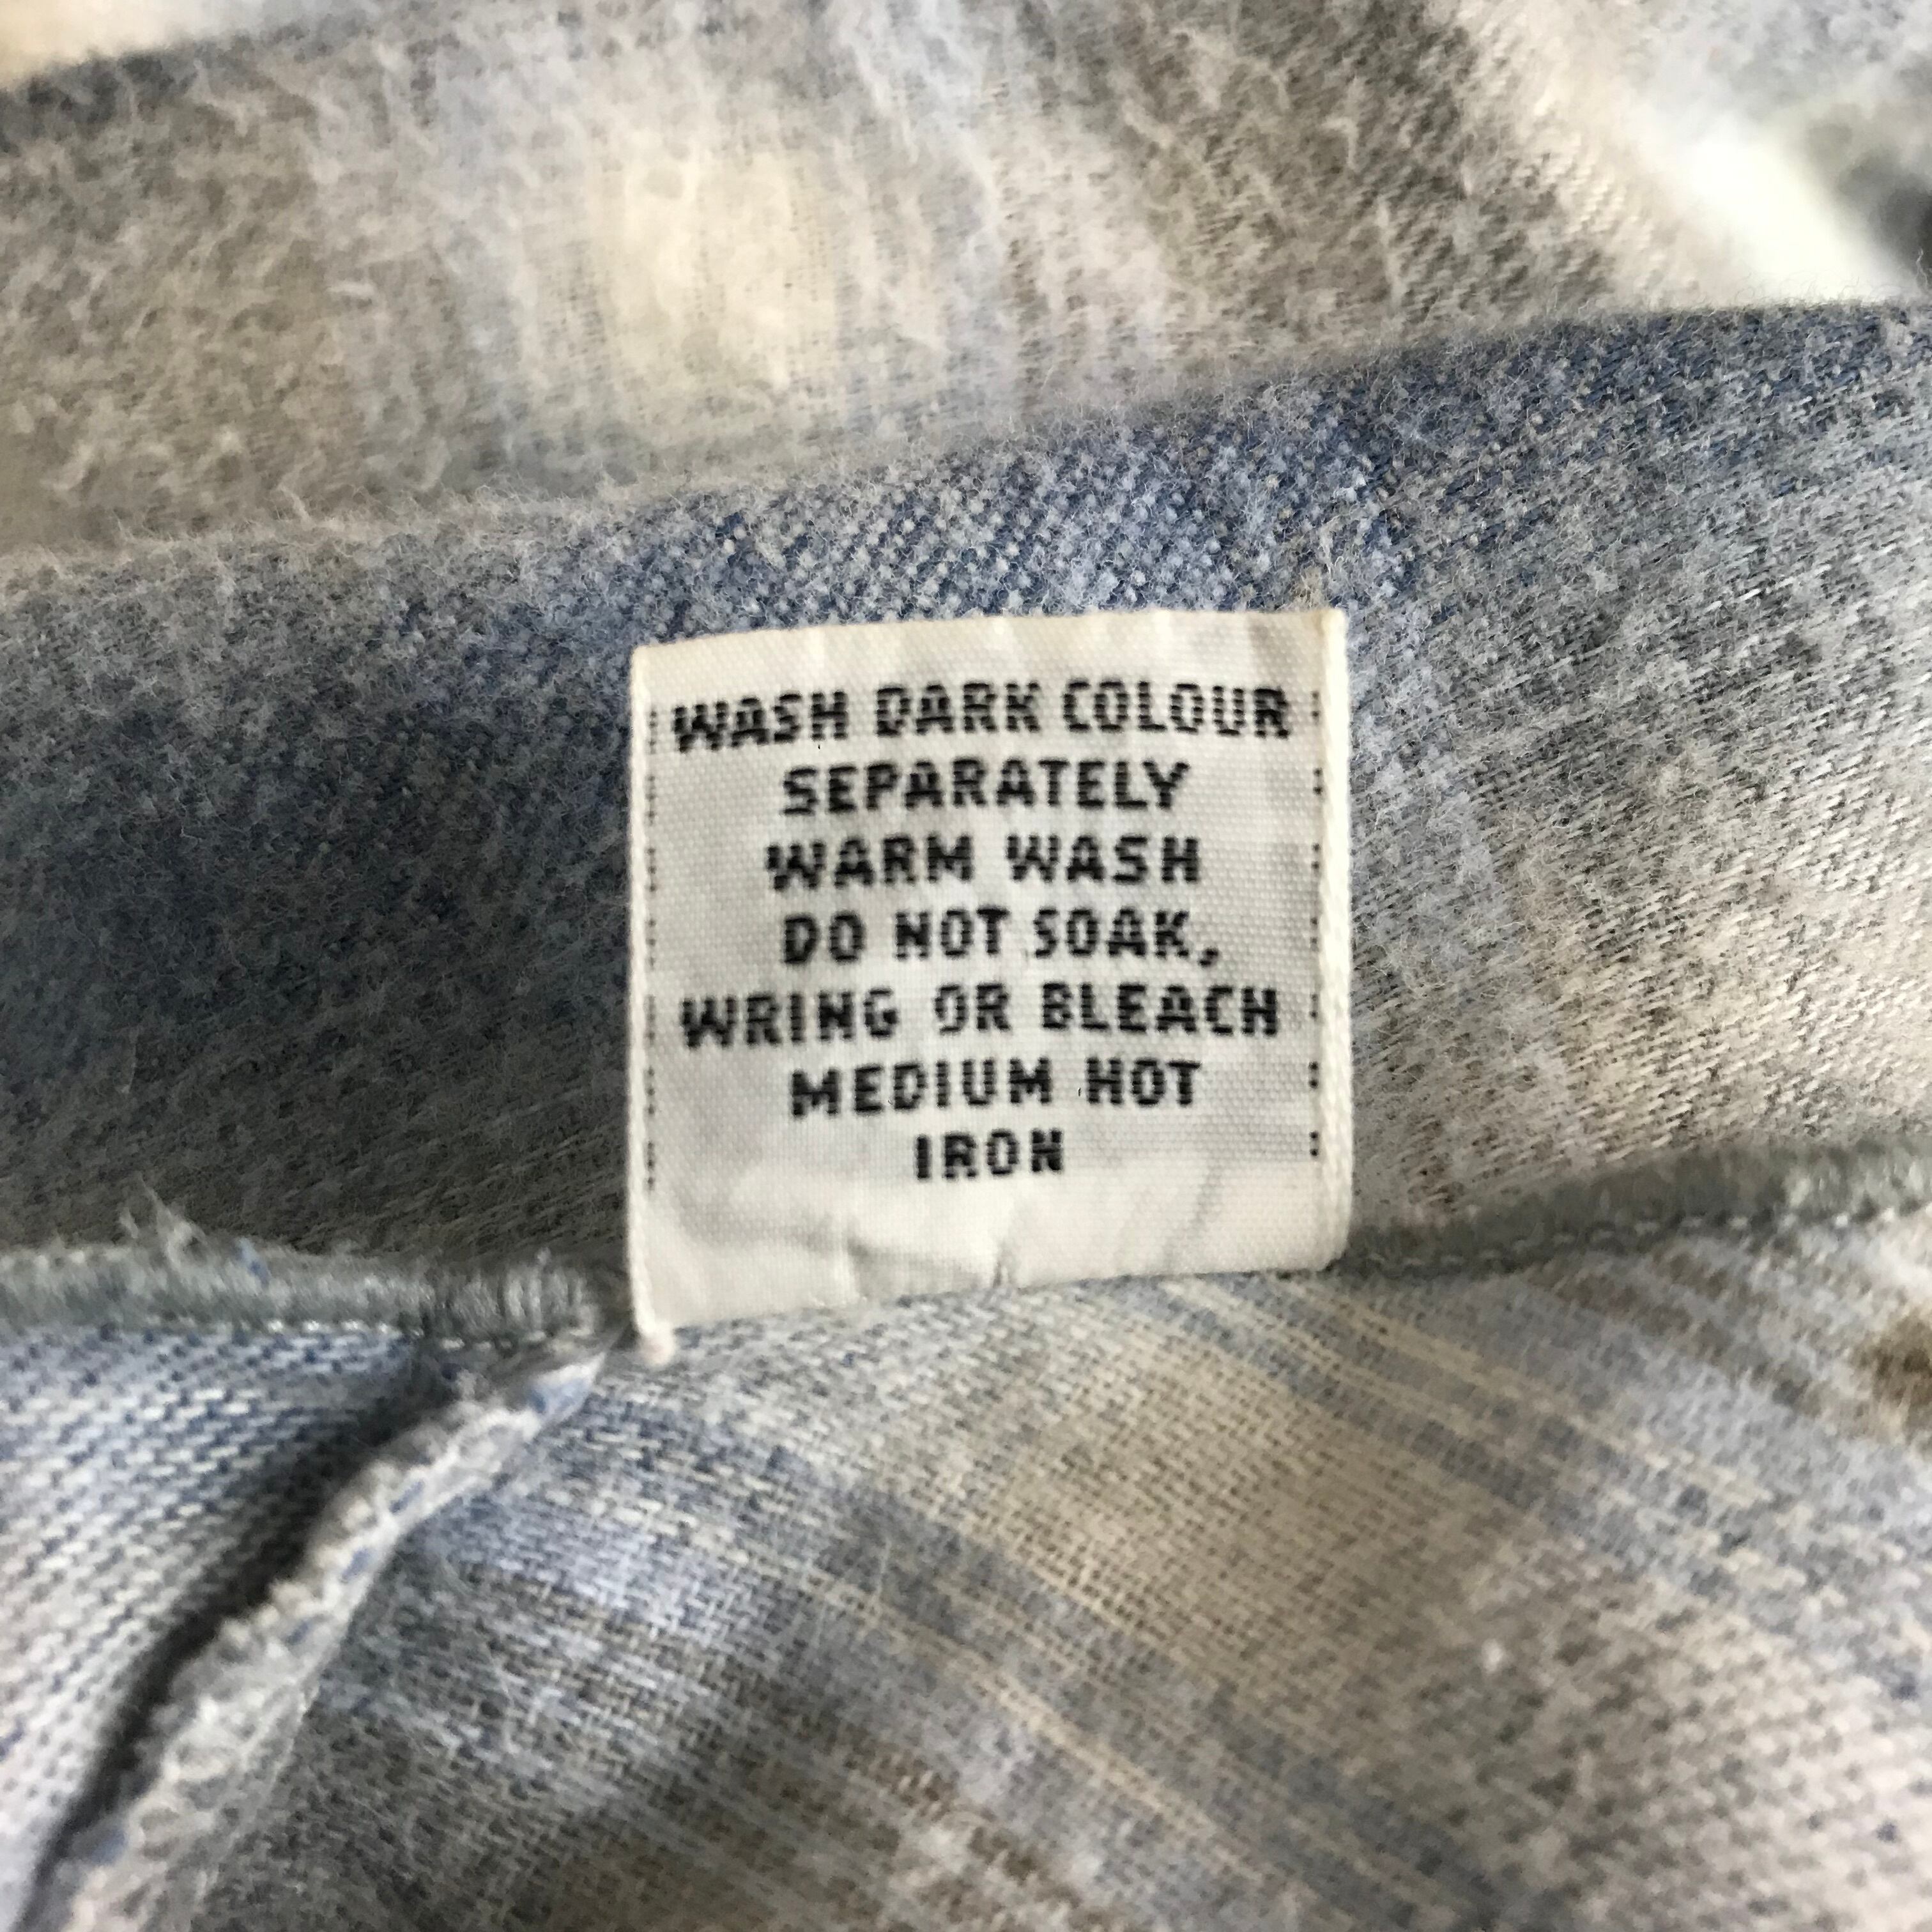 WASH DARK COLOUR
SEPARATELY
WARM WASH
DO NOT SOAK,
WRING OR BLEACH
MEDIUM HOT
IRON